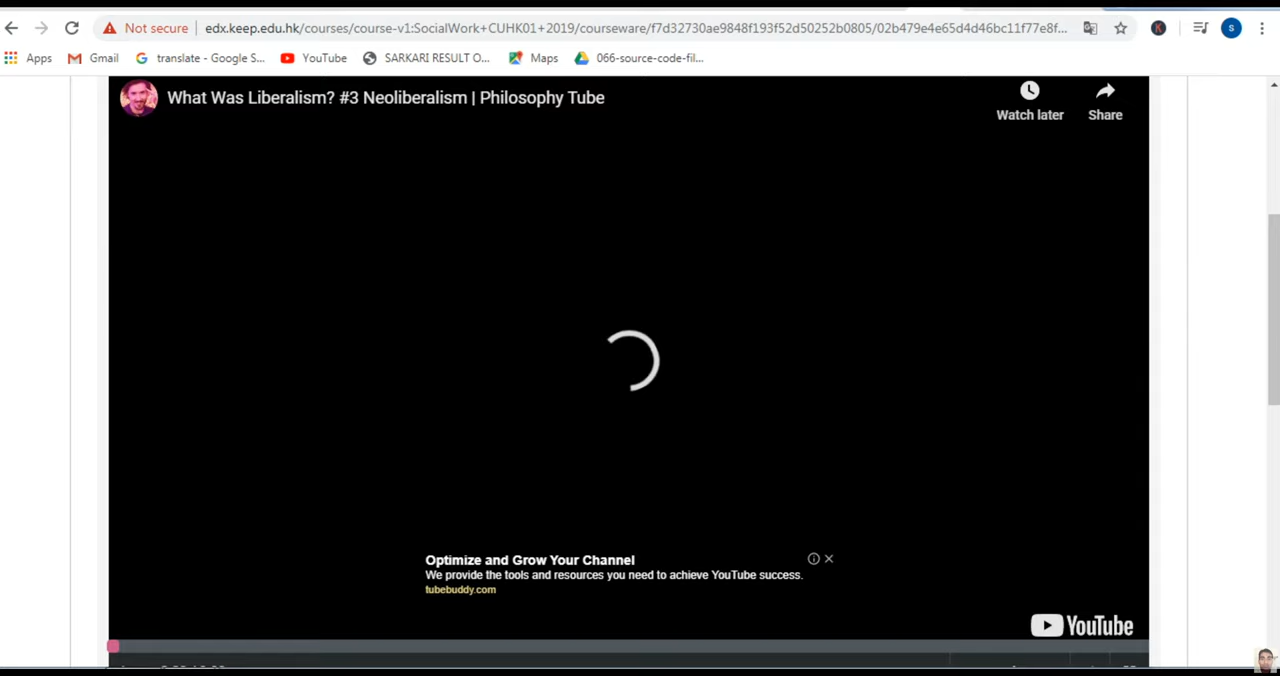 Not secure edx.keep.edu.hk/courses/course-v1:SocialWork+CUHK01+2019/courseware/f7d32730ae9848f193f52d50252b0805/02b479e4e65d4d46bc11f77e8f... S
Apps Gmail translate - Google S... YouTube SARKARI RESULT O... Maps 066-source-code-fil...
What Was Liberalism? #3 Neoliberalism | Philosophy Tube
Watch later Share
Optimize and Grow Your Channel
We provide the tools and resources you need to achieve YouTube success.
tubebuddy.com
YouTube